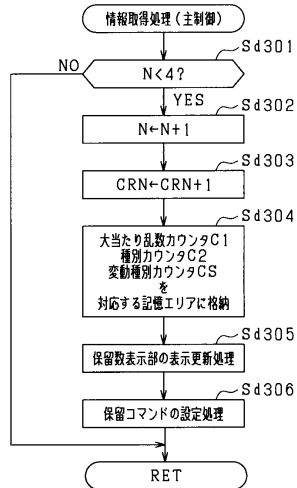 情報取得処理(主制御)
Sd301
NO
N<4?
YES
Sd302
N←N+1
Sd303
CRN←CRN+1
Sd304
大当たり乱数カウンタC1
種別カウンタC2
変動種別カウンタCS
を
対応する記憶エリアに格納
Sd305
保留数表示部の表示更新処理
Sd306
保留コマンドの設定処理
RET